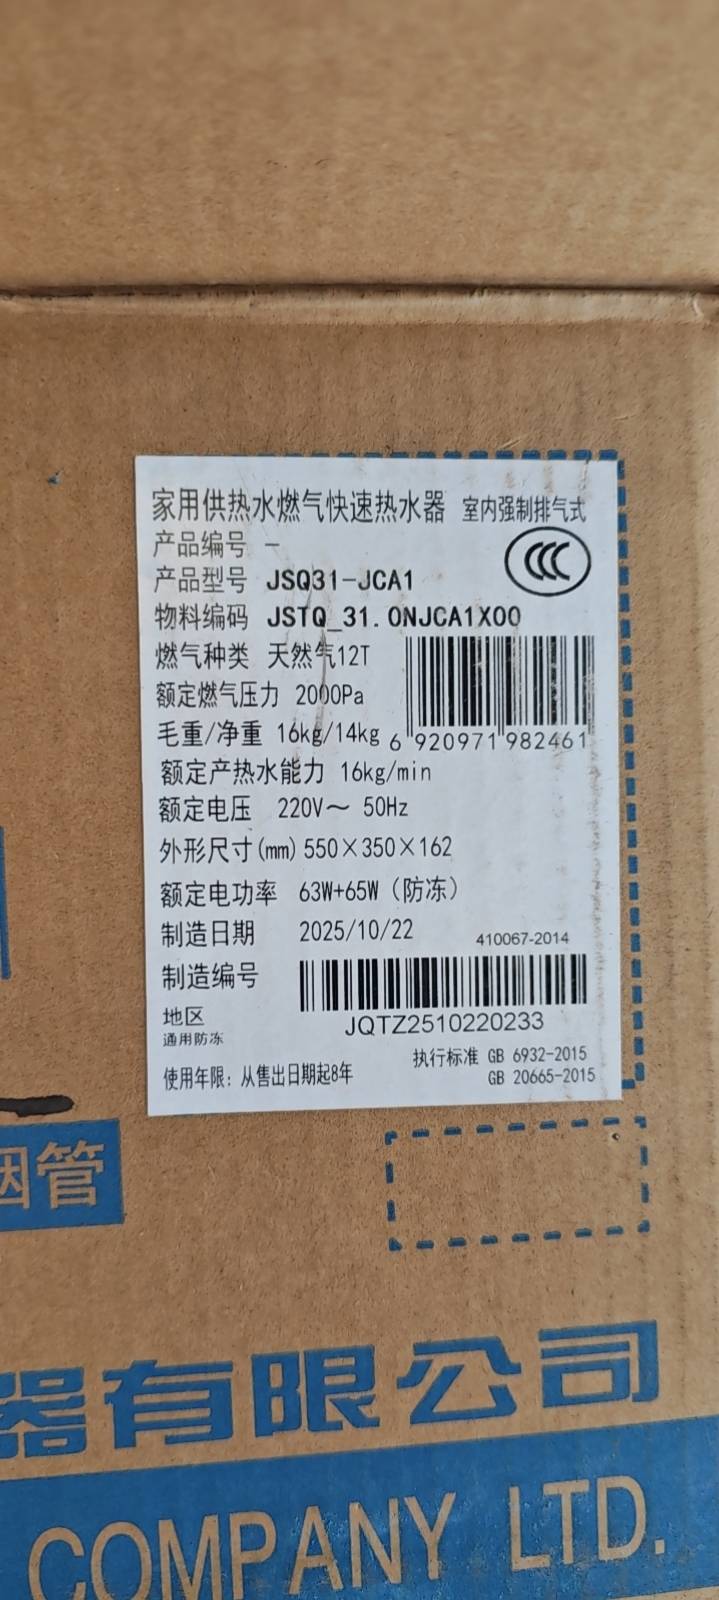 家用供热水燃气快速热水器 室内强制排气式
产品编号 -
产品型号 JSQ31-JCA1
物料编码 JSTQ_31.0NJCA1X00
燃气种类 天然气12T
额定燃气压力 2000Pa
毛重/净重 16kg/14kg
6 920971 982461
额定产热水能力 16kg/min
额定电压 220V~ 50Hz
外形尺寸(mm) 550×350×162
额定电功率 63W+65W(防冻)
制造日期 2025/10/22
410067-2014
制造编号
JQTZ2510220233
地区
通用防冻
执行标准 GB 6932-2015
GB 20665-2015
使用年限: 从售出日期起8年
烟管
器有限公司
COMPANY LTD.